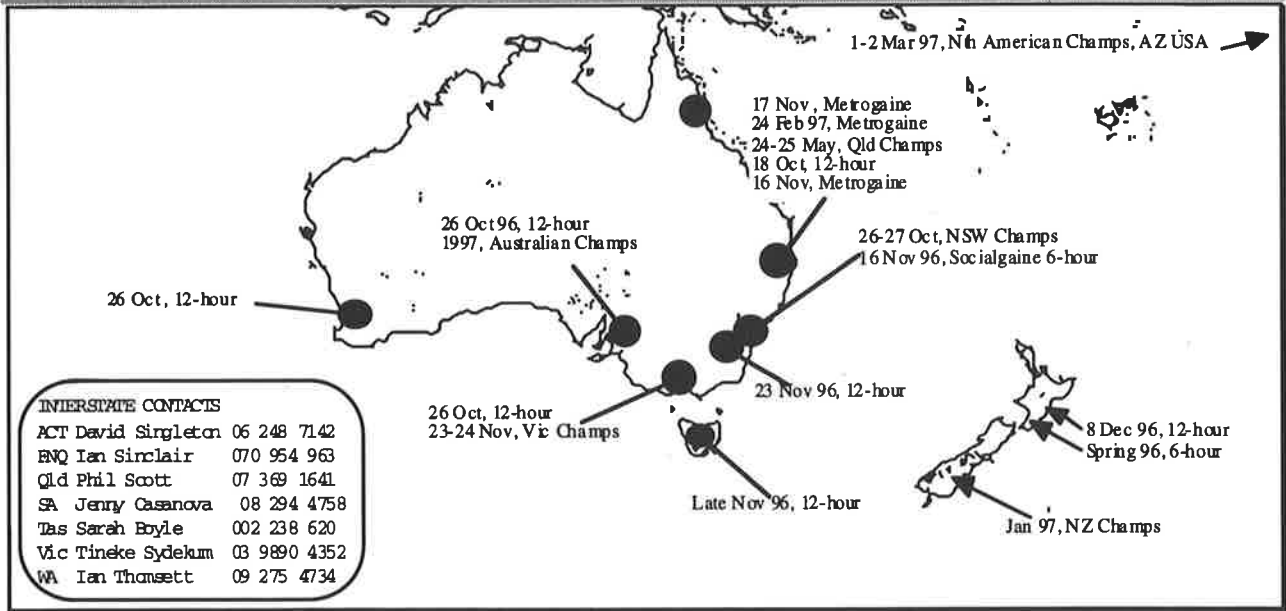 1-2 Mar 97, Nth American Champs, AZ USA
17 Nov, Metrogaine
24 Feb 97, Metrogaine
24-25 May, Qld Champs
18 Oct, 12-hour
16 Nov, Metrogaine
26 Oct 96, 12-hour
1997, Australian Champs
26-27 Oct, NSW Champs
16 Nov 96, Socialgaine 6-hour
26 Oct, 12-hour
23 Nov 96, 12-hour
26 Oct, 12-hour
23-24 Nov, Vic Champs
8 Dec 96, 12-hour
Spring 96, 6-hour
Late Nov 96, 12-hour
Jan 97, NZ Champs
INTERSTATE CONTACTS
ACT David Singleton 06 248 7142
FNQ Ian Sinclair 070 954 963
Qld Phil Scott 07 369 1641
SA Jenny Casanova 08 294 4758
Tas Sarah Boyle 002 238 620
Vic Tineke Sydekum 03 9890 4352
WA Ian Thomsett 09 275 4734